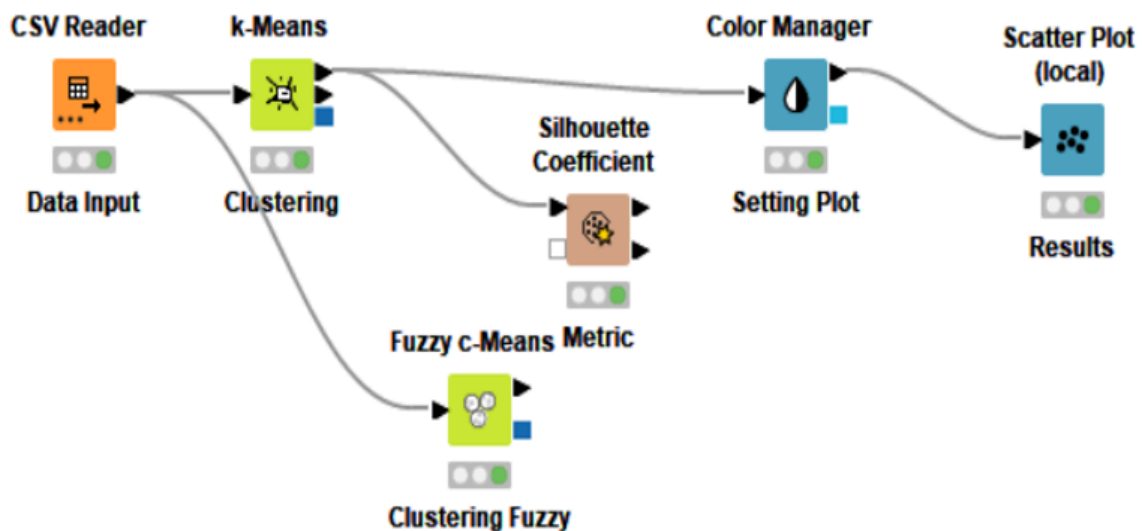 CSV Reader
Data Input
k-Means
Clustering
Color Manager
Setting Plot
Scatter Plot
(local)
Results
Silhouette
Coefficient
Metric
Fuzzy c-Means
Clustering Fuzzy